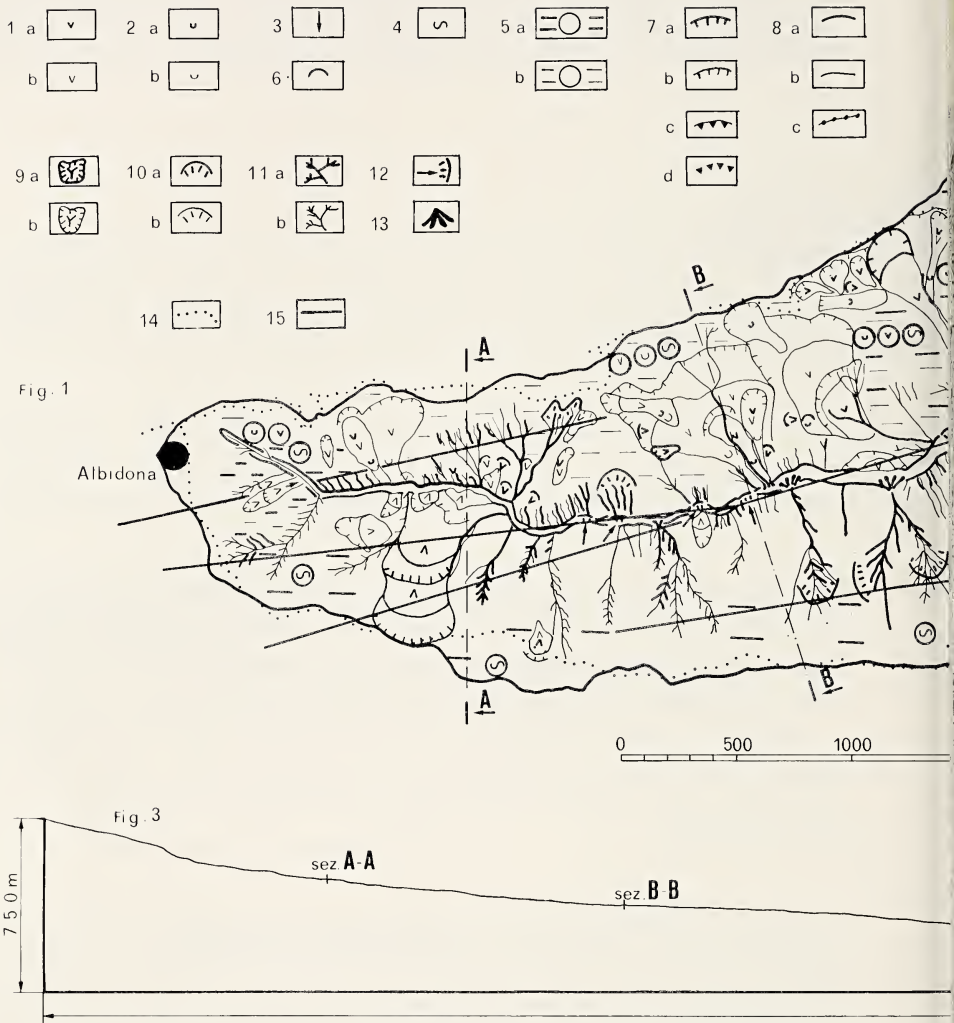 1 a 2 a 3 4 5 a 7 a 8 a
b b 6 b b b
c c
9 a 10 a 11 a 12 d
b b b 13
14 15
B
A
Fig. 1
Albidona
A
B
0 500 1000
Fig. 3
sez. A-A
sez. B-B
750m